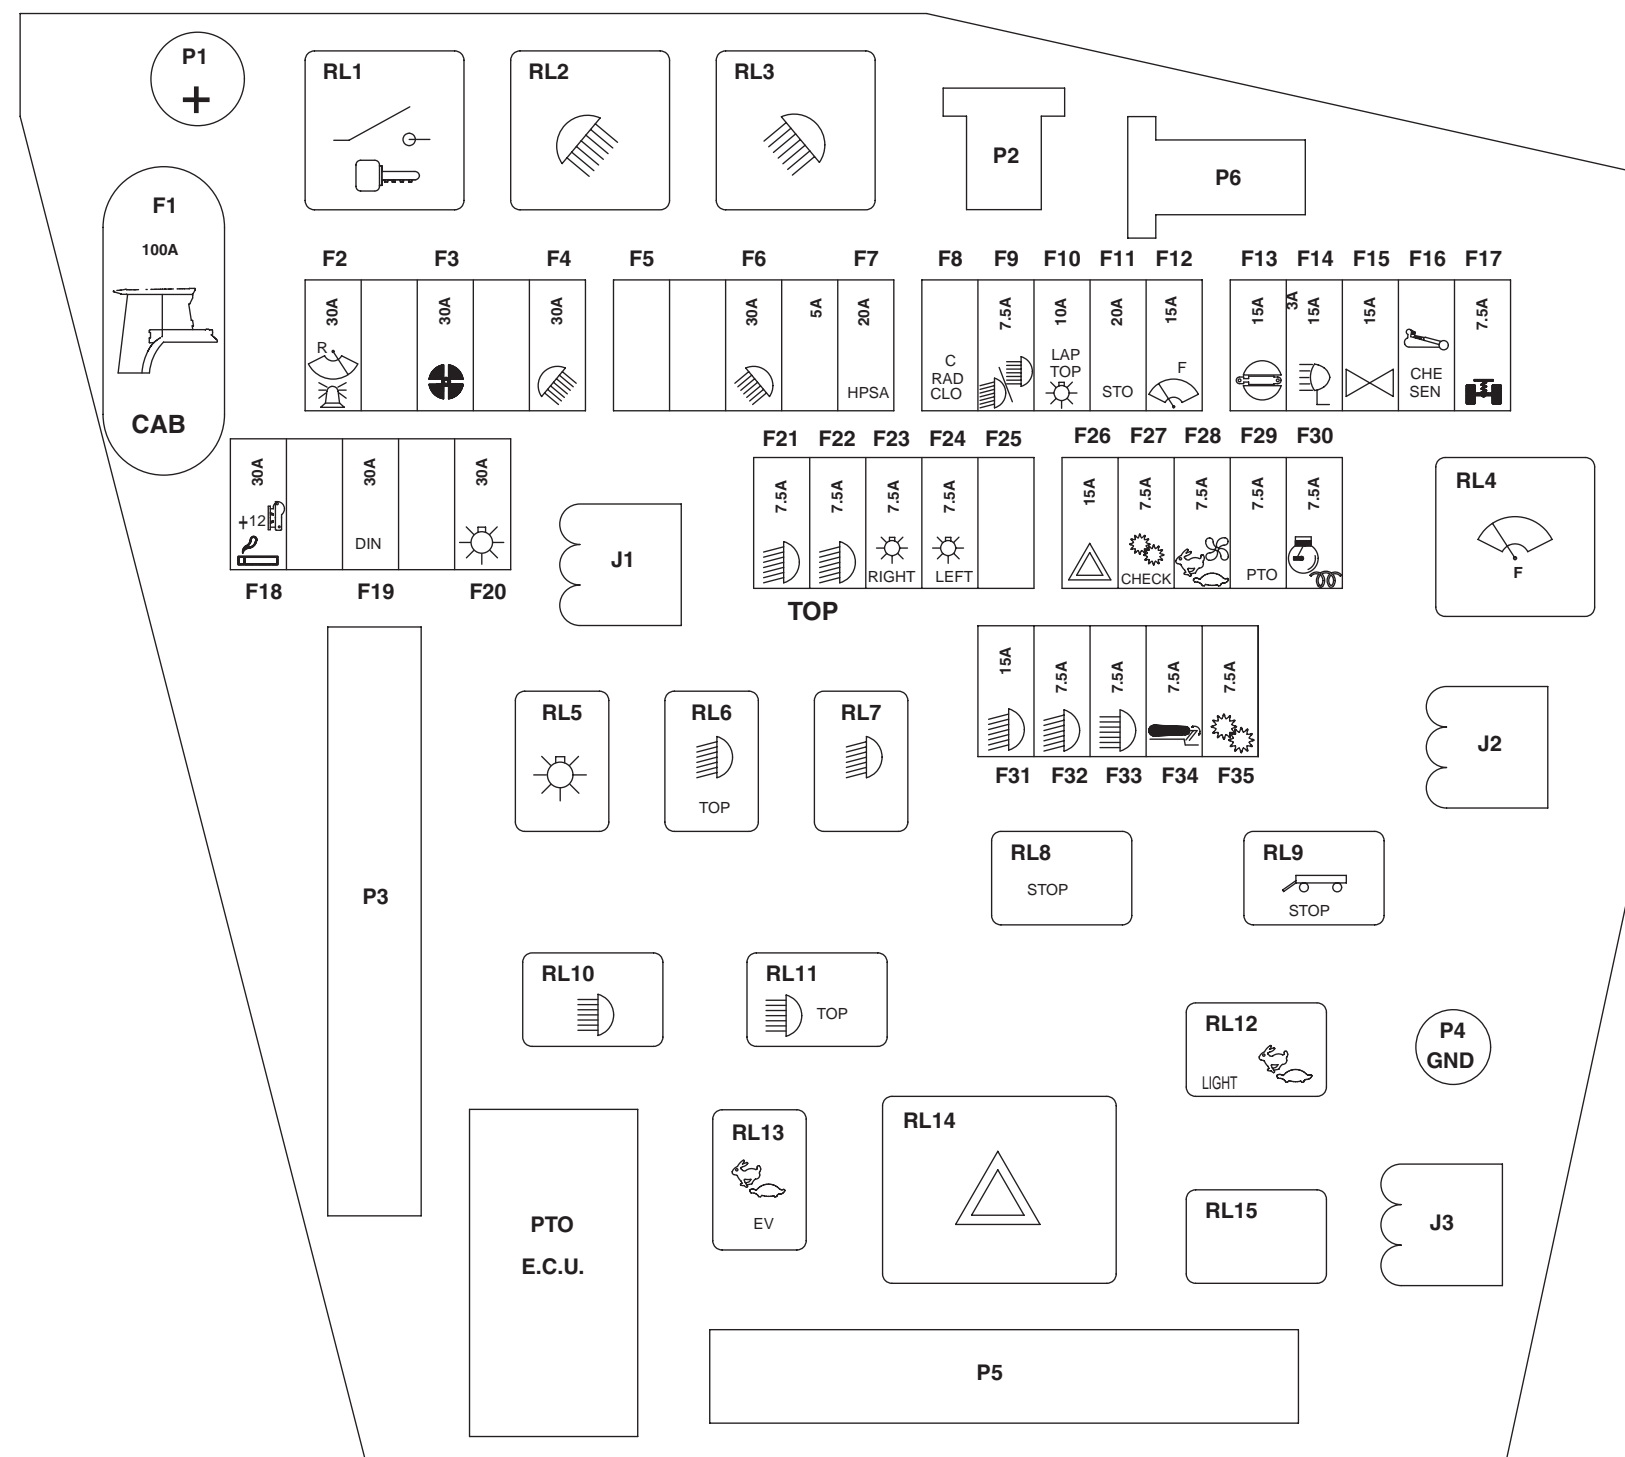 P1
+
RL1
RL2
RL3
P2
P6
F1
100A
CAB
F2 F3 F4 F5 F6 F7 F8 F9 F10 F11 F12 F13 F14 F15 F16 F17
30A 30A 30A 30A 5A 20A 7.5A 10A 20A 15A 15A 3A 15A 15A 7.5A
R
HPSA
C
RAD
CLO
LAP
TOP
STO
F
CHE
SEN
30A 30A 30A
+12
DIN
F18 F19 F20
J1
F21 F22 F23 F24 F25 F26 F27 F28 F29 F30
7.5A 7.5A 7.5A 7.5A 15A 7.5A 7.5A 7.5A 7.5A
RIGHT LEFT CHECK PTO
TOP
RL4
F
15A 7.5A 7.5A 7.5A 7.5A
F31 F32 F33 F34 F35
RL5
RL6
TOP
RL7
J2
RL8
STOP
RL9
STOP
P3
RL10
RL11
TOP
RL12
LIGHT
P4
GND
RL13
EV
RL14
RL15
J3
PTO
E.C.U.
P5